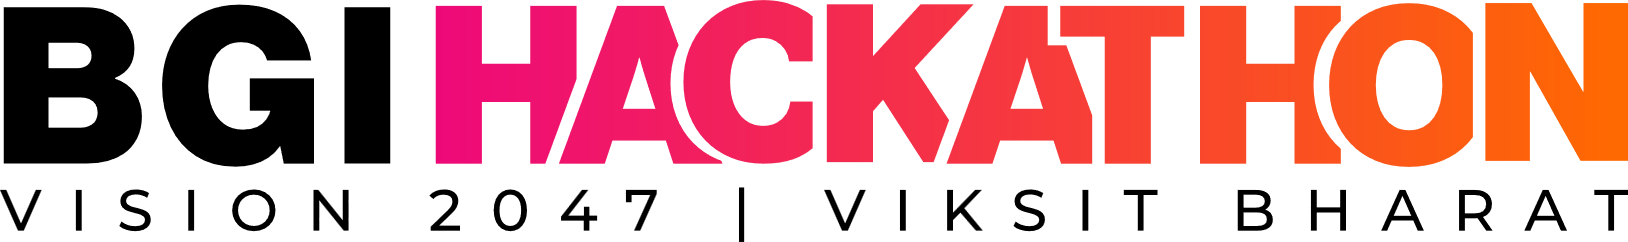 BGI HACKATHON
VISION 2047 | VIKSIT BHARAT